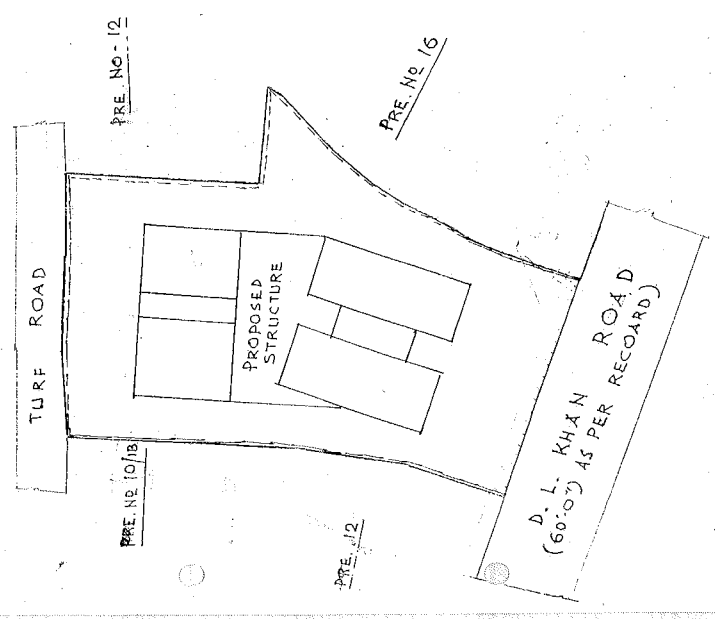 PRE. NO - 12
PRE. No 16
TURF ROAD
PROPOSED
STRUCTURE
PRE. No 10/1B
PRE. 12
D. L. KHAN ROAD
(60'-0") AS PER RECOARD)